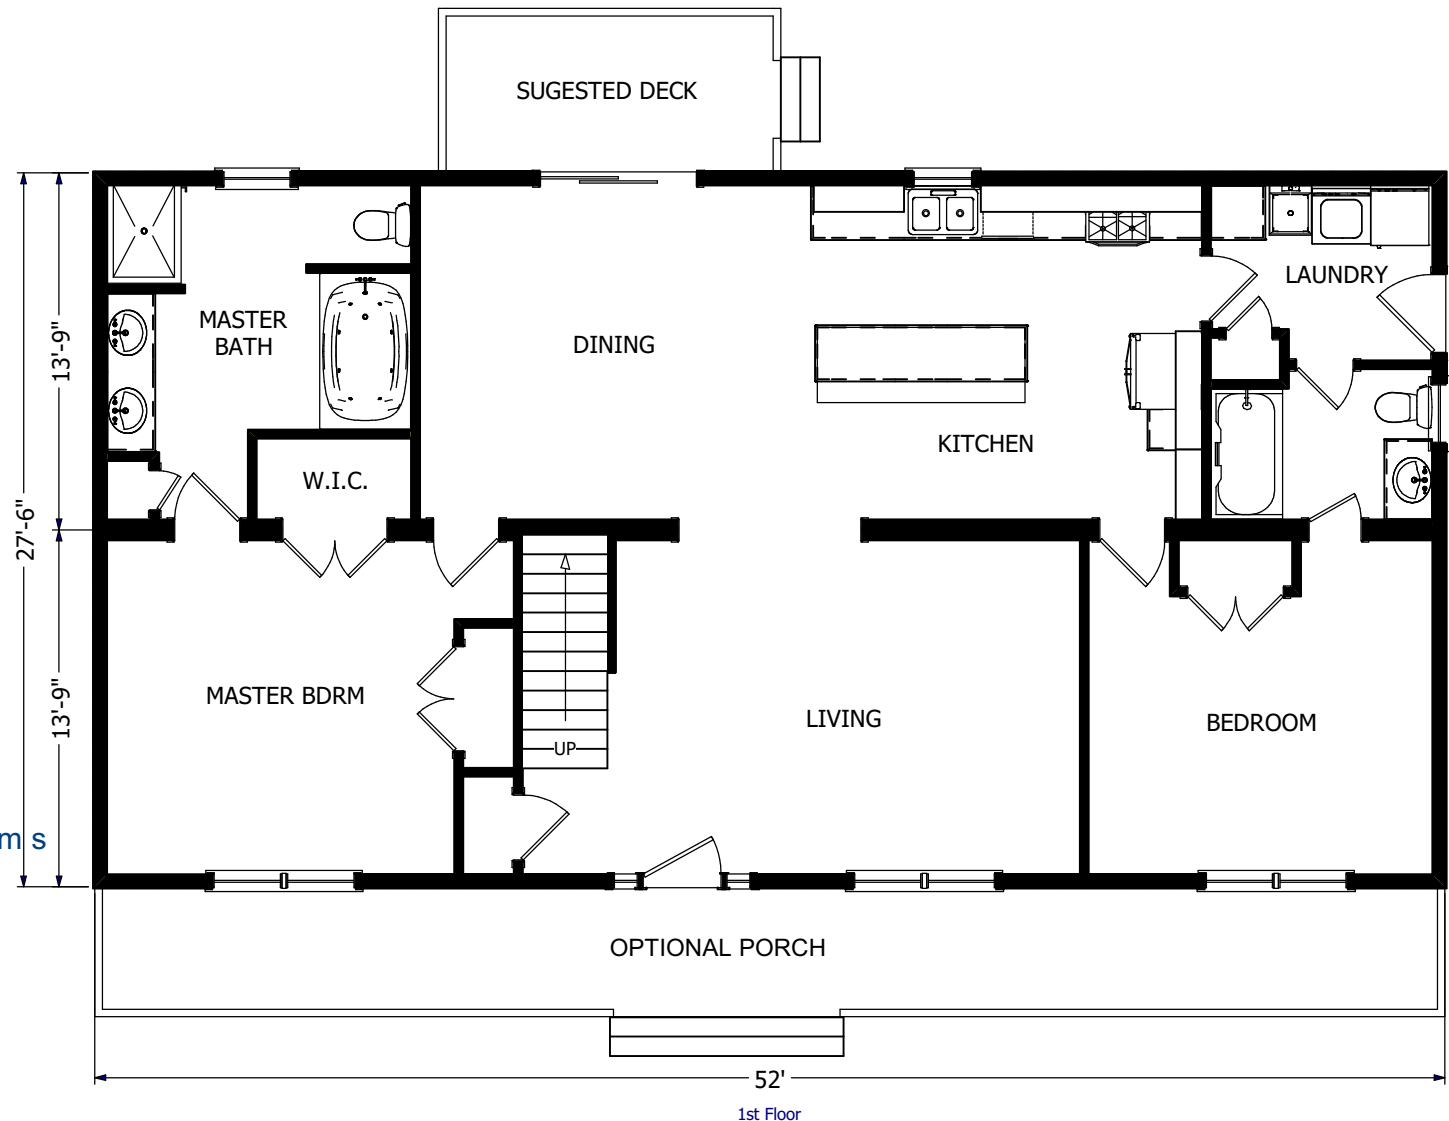 SUGESTED DECK
LAUNDRY
MASTER
BATH
DINING
13'-9"
KITCHEN
W.I.C.
27'-6"
MASTER BDRM
13'-9"
LIVING
BEDROOM
UP
m s
OPTIONAL PORCH
52'
1st Floor